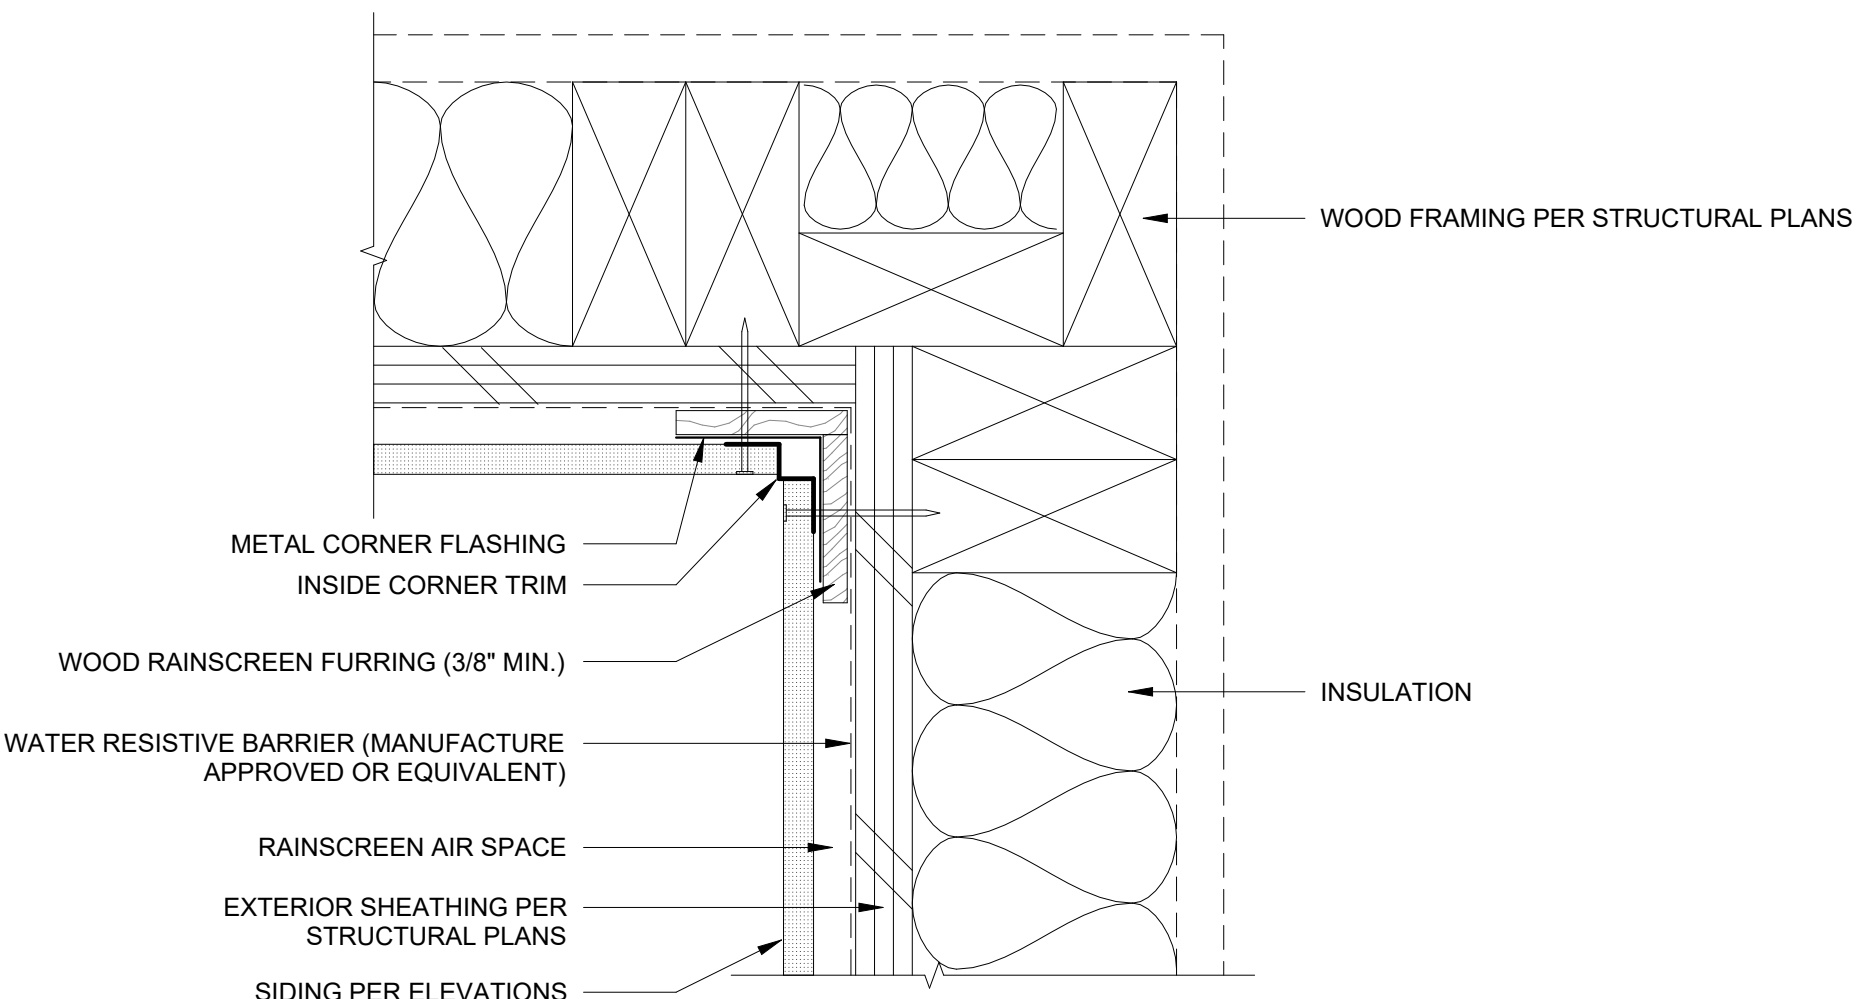 WOOD FRAMING PER STRUCTURAL PLANS
METAL CORNER FLASHING
INSIDE CORNER TRIM
WOOD RAINSCREEN FURRING (3/8" MIN.)
INSULATION
WATER RESISTIVE BARRIER (MANUFACTURE
APPROVED OR EQUIVALENT)
RAINSCREEN AIR SPACE
EXTERIOR SHEATHING PER
STRUCTURAL PLANS
SIDING PER ELEVATIONS